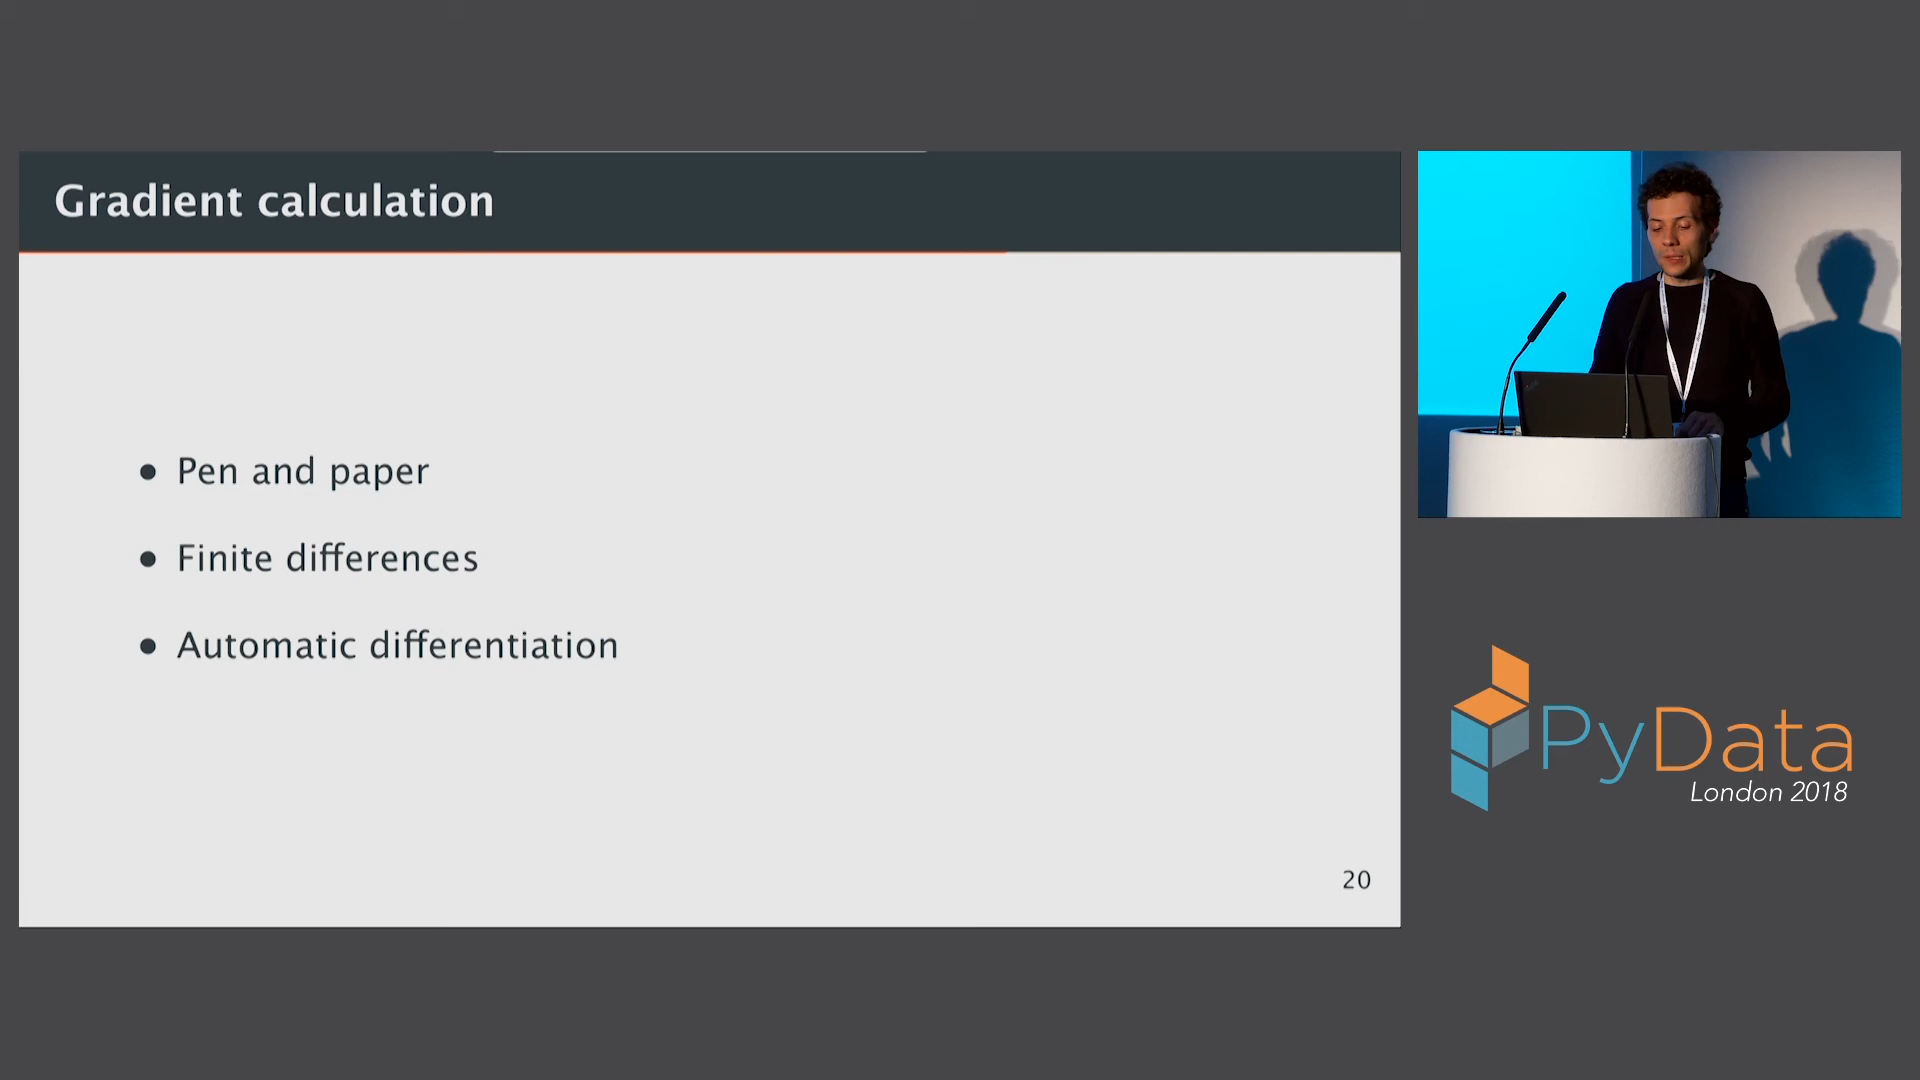 Gradient calculation
• Pen and paper
• Finite differences
• Automatic differentiation
20
PyData
London 2018